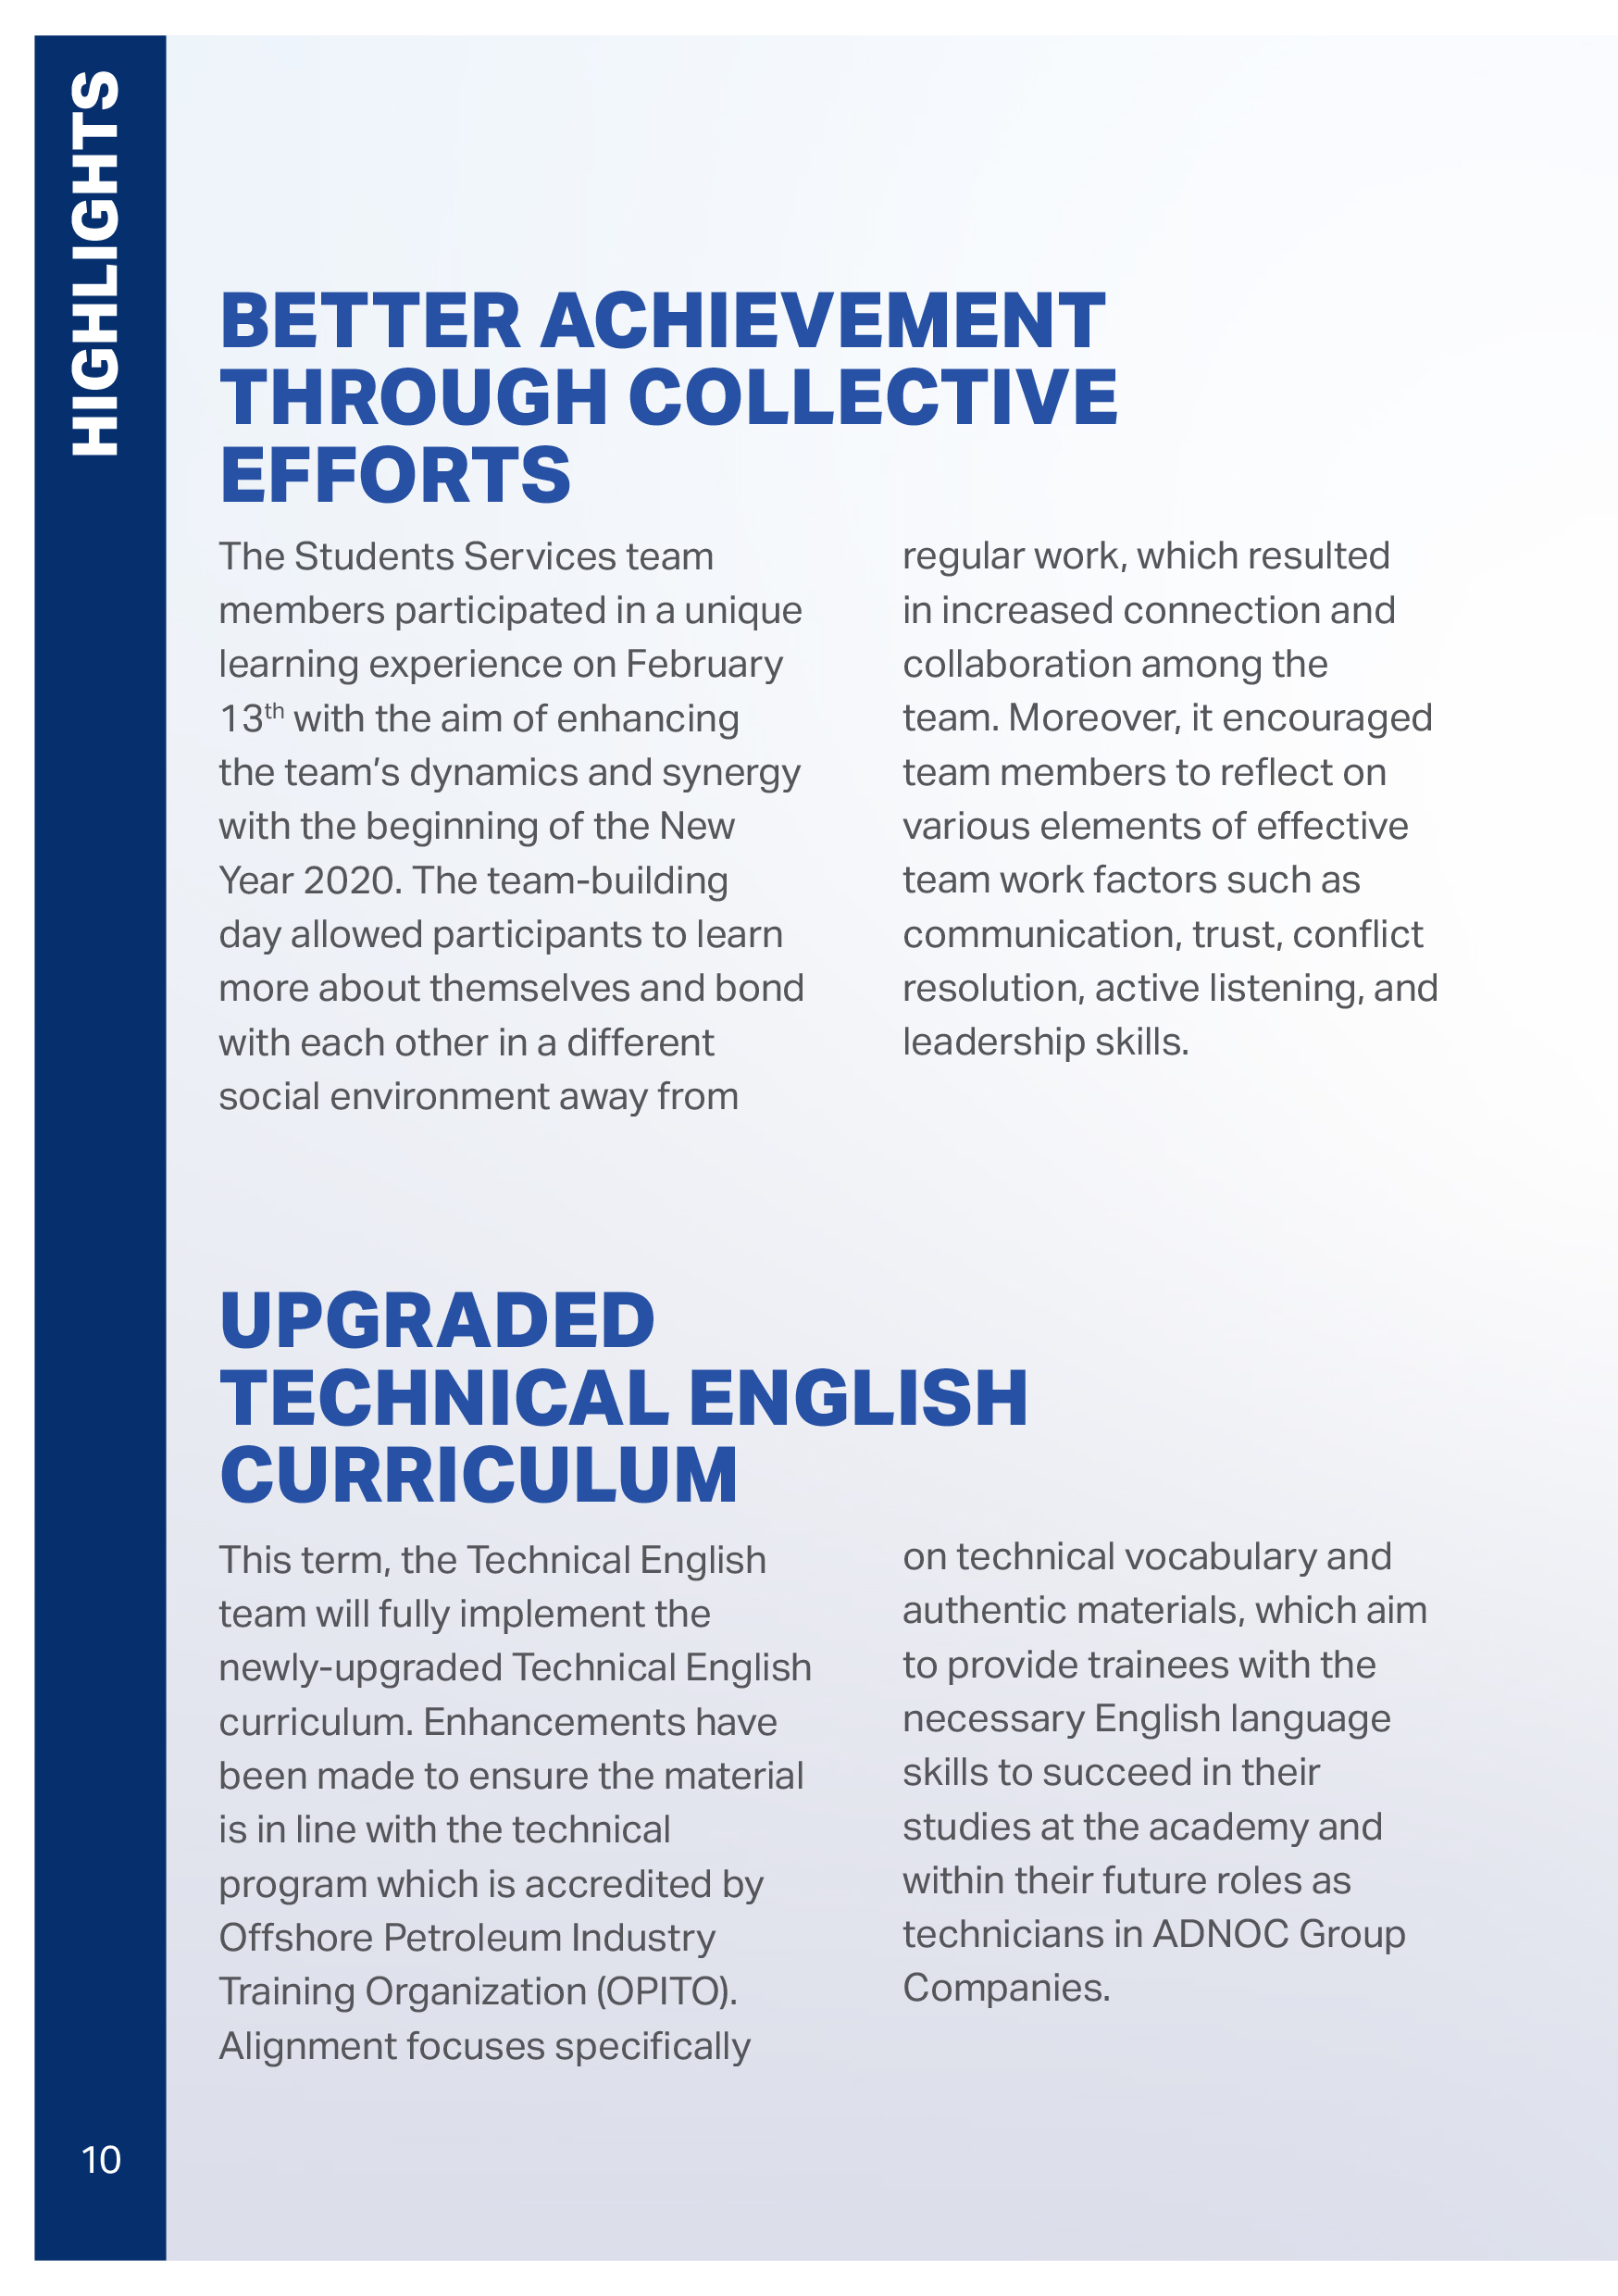 HIGHLIGHTS
BETTER ACHIEVEMENT
THROUGH COLLECTIVE
EFFORTS
The Students Services team
members participated in a unique
learning experience on February
13th with the aim of enhancing
the team’s dynamics and synergy
with the beginning of the New
Year 2020. The team-building
day allowed participants to learn
more about themselves and bond
with each other in a different
social environment away from
regular work, which resulted
in increased connection and
collaboration among the
team. Moreover, it encouraged
team members to reflect on
various elements of effective
team work factors such as
communication, trust, conflict
resolution, active listening, and
leadership skills.
UPGRADED
TECHNICAL ENGLISH
CURRICULUM
This term, the Technical English
team will fully implement the
newly-upgraded Technical English
curriculum. Enhancements have
been made to ensure the material
is in line with the technical
program which is accredited by
Offshore Petroleum Industry
Training Organization (OPITO).
Alignment focuses specifically
on technical vocabulary and
authentic materials, which aim
to provide trainees with the
necessary English language
skills to succeed in their
studies at the academy and
within their future roles as
technicians in ADNOC Group
Companies.
10